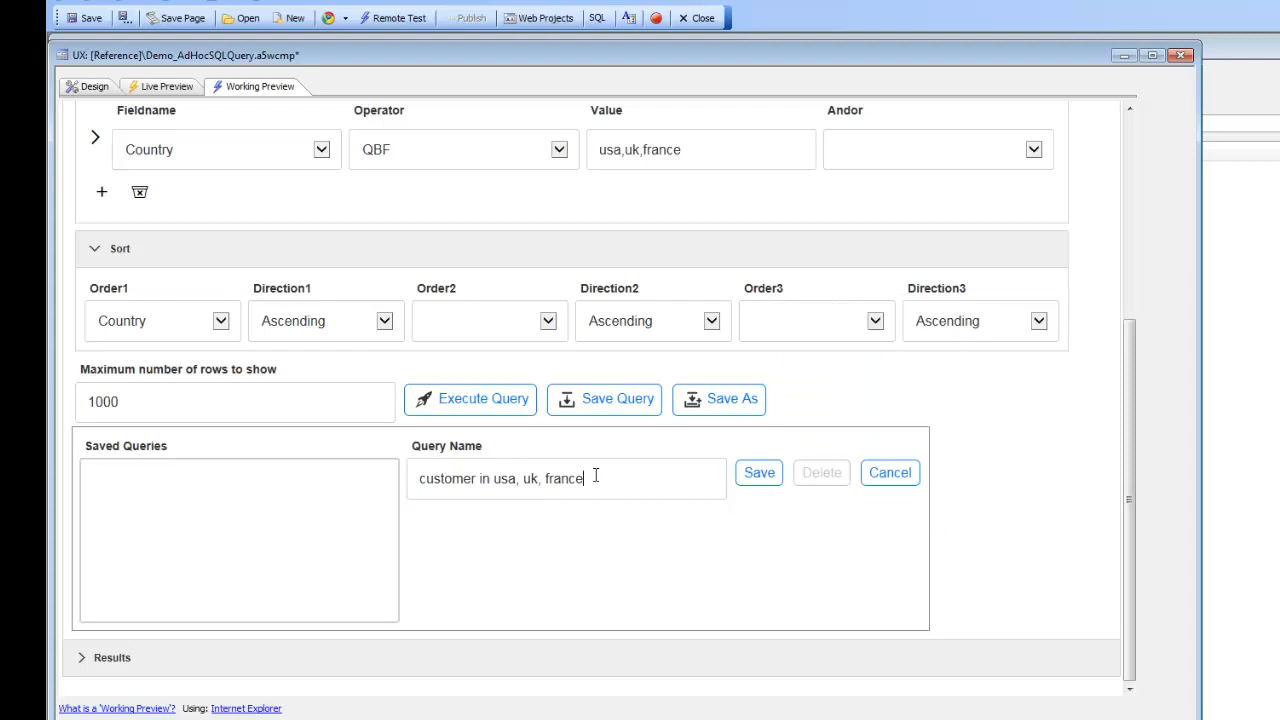 Save Save Page Open New Remote Test Publish Web Projects SQL Close
UX: [Reference]\Demo_AdHocSQLQuery.a5wcmp*
Design Live Preview Working Preview
Fieldname Operator Value Andor
Country QBF usa,uk,france
Sort
Order1 Direction1 Order2 Direction2 Order3 Direction3
Country Ascending Ascending Ascending
Maximum number of rows to show
1000 Execute Query Save Query Save As
Saved Queries Query Name
customer in usa, uk, france Save Delete Cancel
Results
What is a 'Working Preview'? Using: Internet Explorer